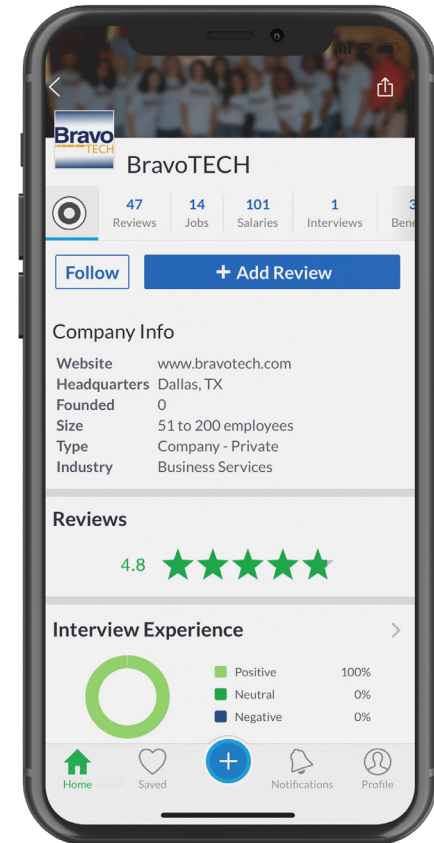 Bravo
TECH
BravoTECH
47 14 101 1 3
Reviews Jobs Salaries Interviews Bene
Follow + Add Review
Company Info
Website www.bravotech.com
Headquarters Dallas, TX
Founded 0
Size 51 to 200 employees
Type Company - Private
Industry Business Services
Reviews
4.8
Interview Experience
Positive 100%
Neutral 0%
Negative 0%
Home Saved + Notifications Profile